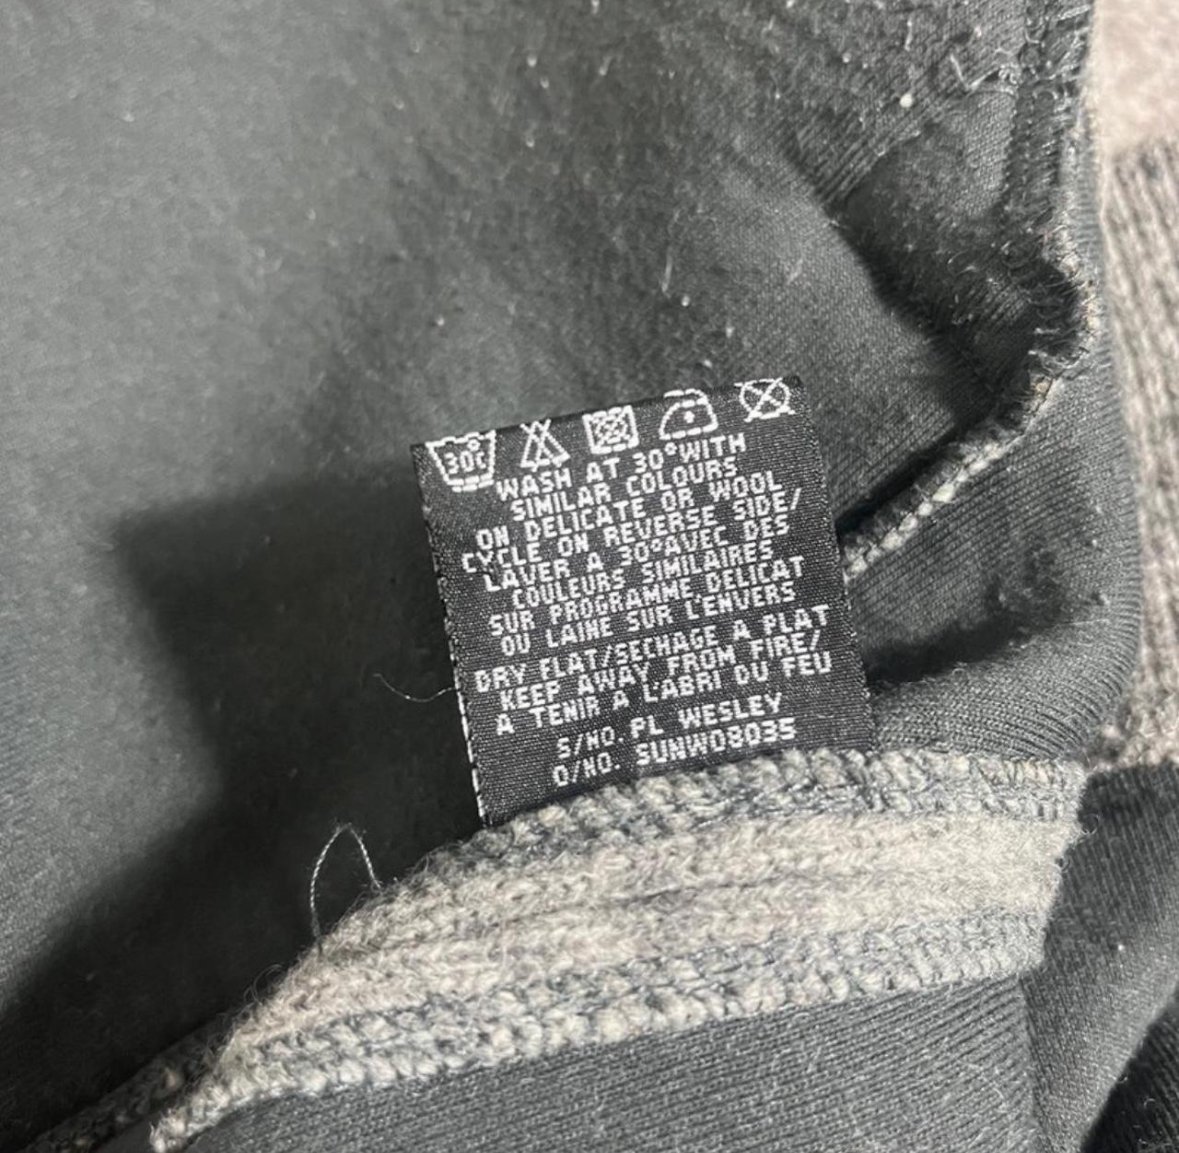 30c
WASH AT 30°WITH
SIMILAR COLOURS
ON DELICATE OR WOOL
CYCLE ON REVERSE SIDE/
LAVER A 30°AVEC DES
COULEURS SIMILAIRES
SUR PROGRAMME DELICAT
OU LAINE SUR L'ENVERS
DRY FLAT/SECHAGE A PLAT
KEEP AWAY FROM FIRE/
A TENIR A L'ABRI DU FEU
S/NO. PL WESLEY
O/NO. SUNW08035